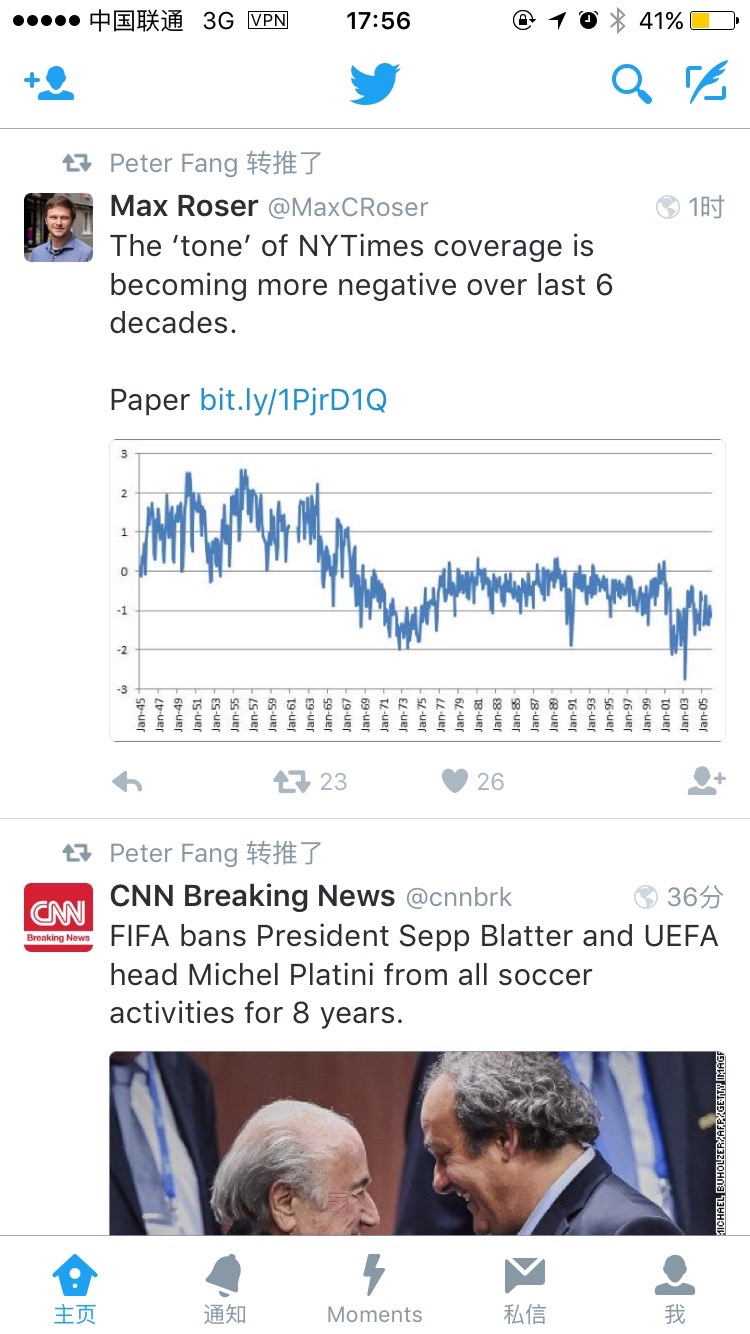 中国联通 3G VPN 17:56 41%
Peter Fang 转推了
Max Roser @MaxCRoser 1时
The ‘tone’ of NYTimes coverage is
becoming more negative over last 6
decades.
Paper bit.ly/1PjrD1Q
3
2
1
0
-1
-2
-3
Jan-45 Jan-47 Jan-49 Jan-51 Jan-53 Jan-55 Jan-57 Jan-59 Jan-61 Jan-63 Jan-65 Jan-67 Jan-69 Jan-71 Jan-73 Jan-75 Jan-77 Jan-79 Jan-81 Jan-83 Jan-85 Jan-87 Jan-89 Jan-91 Jan-93 Jan-95 Jan-97 Jan-99 Jan-01 Jan-03 Jan-05
23 26
Peter Fang 转推了
CNN Breaking News @cnnbrk 36分
CNN
Breaking News
FIFA bans President Sepp Blatter and UEFA
head Michel Platini from all soccer
activities for 8 years.
MICHAEL BUHOLZER/AFP/GETTY IMAGE
主页 通知 Moments 私信 我